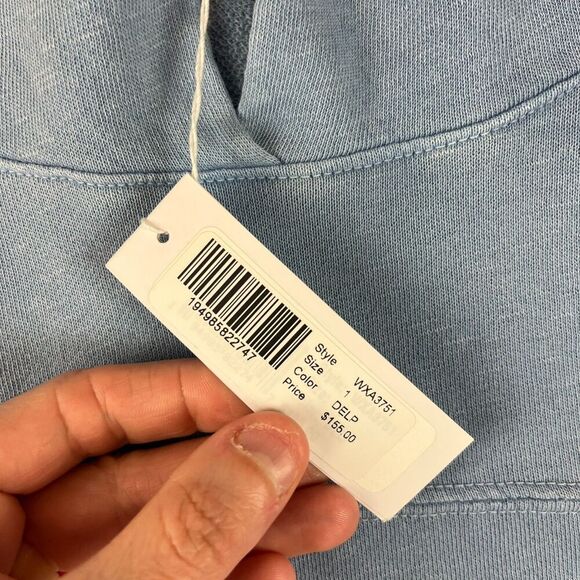 194985822747
Style WXA3751
Size 1
Color DELP
Price $155.00